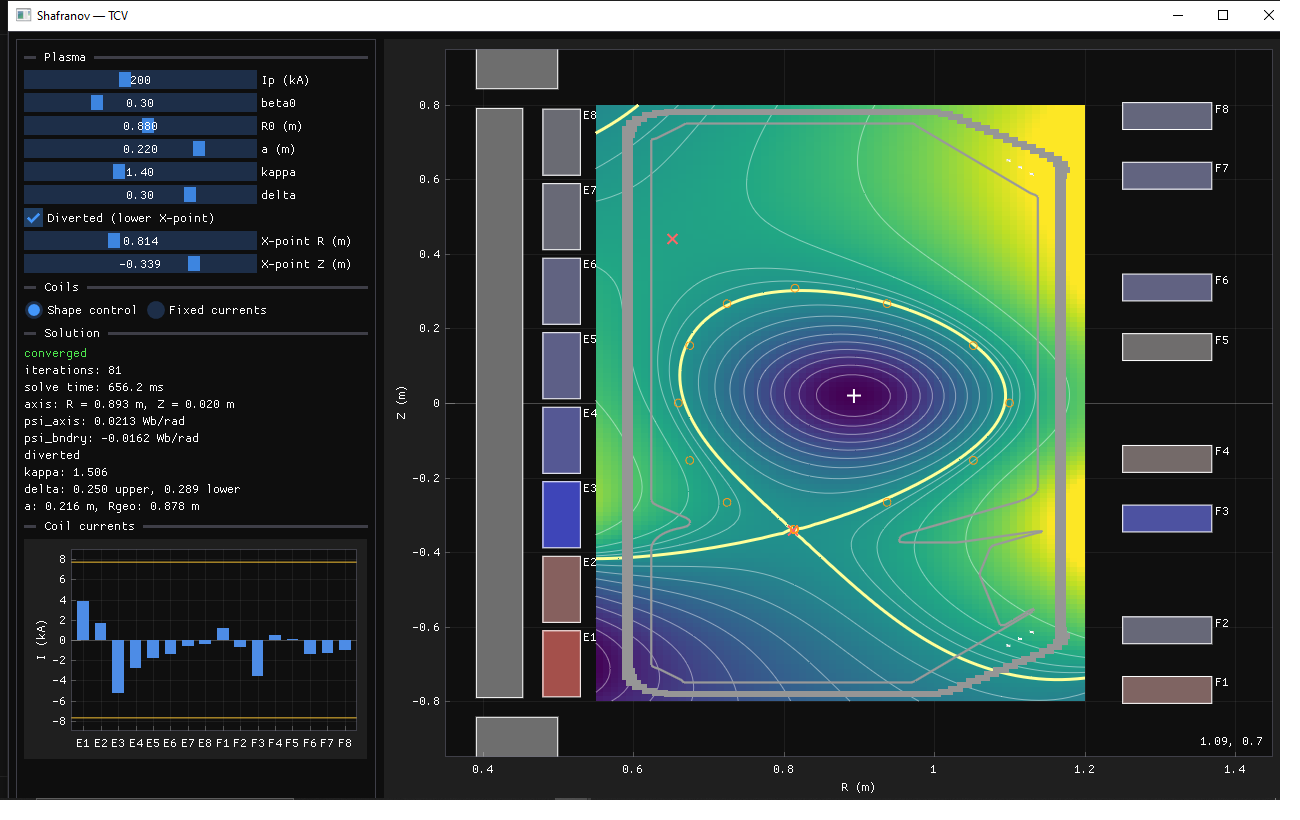 Shafranov — TCV
Plasma
200 Ip (kA)
0.30 beta0
0.880 R0 (m)
0.220 a (m)
1.40 kappa
0.30 delta
Diverted (lower X-point)
0.814 X-point R (m)
-0.339 X-point Z (m)
Coils
Shape control Fixed currents
Solution
converged
iterations: 81
solve time: 656.2 ms
axis: R = 0.893 m, Z = 0.020 m
psi_axis: 0.0213 Wb/rad
psi_bndry: -0.0162 Wb/rad
diverted
kappa: 1.506
delta: 0.250 upper, 0.289 lower
a: 0.216 m, Rgeo: 0.878 m
Coil currents
8
6
4
2
0
-2
-4
-6
-8
I (kA)
E1 E2 E3 E4 E5 E6 E7 E8 F1 F2 F3 F4 F5 F6 F7 F8
0.8
0.6
0.4
0.2
0
-0.2
-0.4
-0.6
-0.8
Z (m)
E8
E7
E6
E5
E4
E3
E2
E1
F8
F7
F6
F5
F4
F3
F2
F1
1.09, 0.7
0.4 0.6 0.8 1 1.2 1.4
R (m)